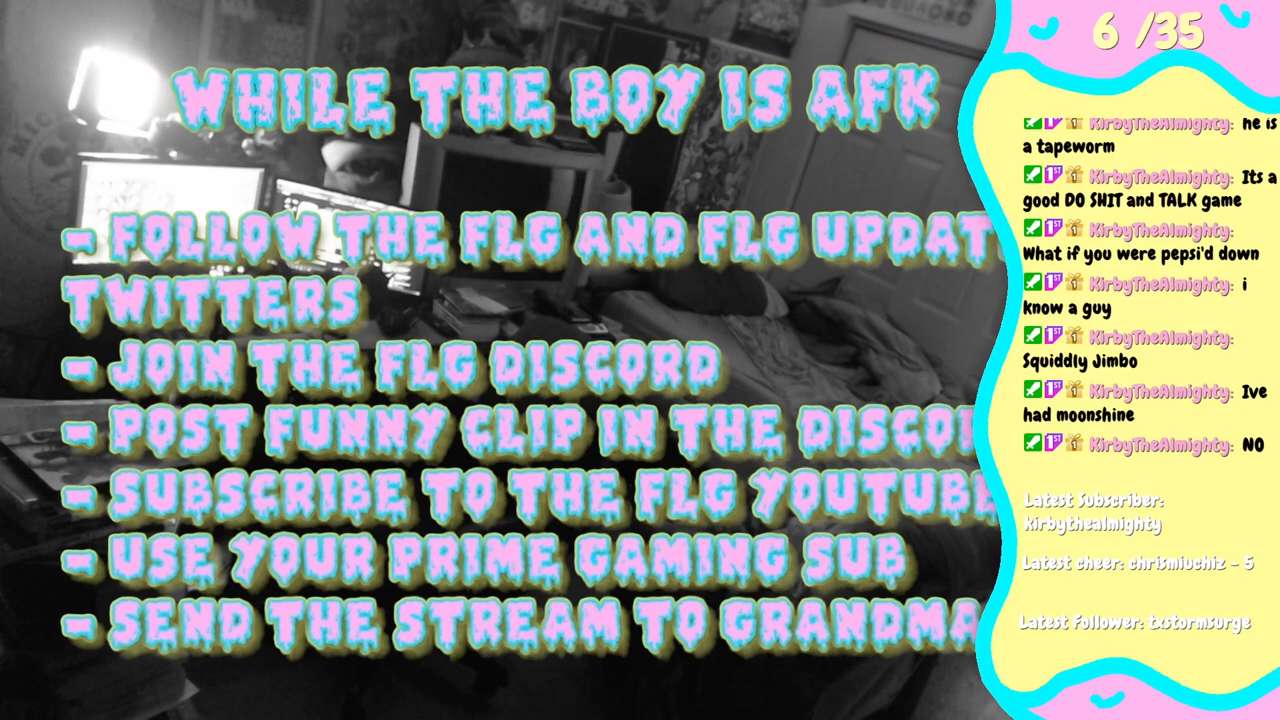 WHILE THE BOY IS AFK
- FOLLOW THE FLG AND FLG UPDAT
TWITTERS
- JOIN THE FLG DISCORD
- POST FUNNY CLIP IN THE DISCOR
- SUBSCRIBE TO THE FLG YOUTUBE
- USE YOUR PRIME GAMING SUB
- SEND THE STREAM TO GRANDMA
6 /35
KirbyTheAlmighty: he is
a tapeworm
KirbyTheAlmighty: Its a
good DO SHIT and TALK game
KirbyTheAlmighty:
What if you were pepsi'd down
KirbyTheAlmighty: i
know a guy
KirbyTheAlmighty:
Squiddly Jimbo
KirbyTheAlmighty: Ive
had moonshine
KirbyTheAlmighty: NO
Latest Subscriber:
kirbythealmighty
Latest cheer: chrismiuchiz - 5
Latest Follower: txstormsurge